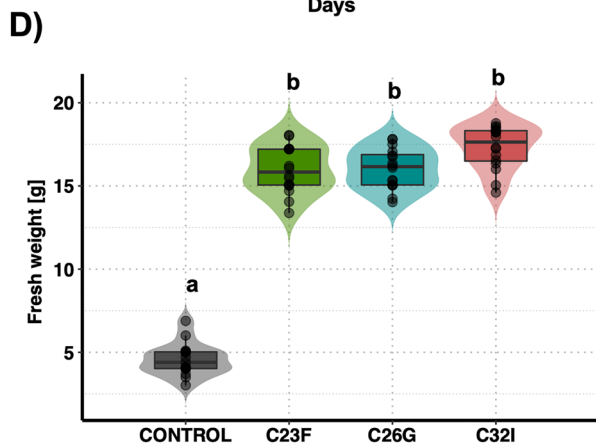 Days
D)
Fresh weight [g]
20
15
10
5
a
b
b
b
CONTROL C23F C26G C32I